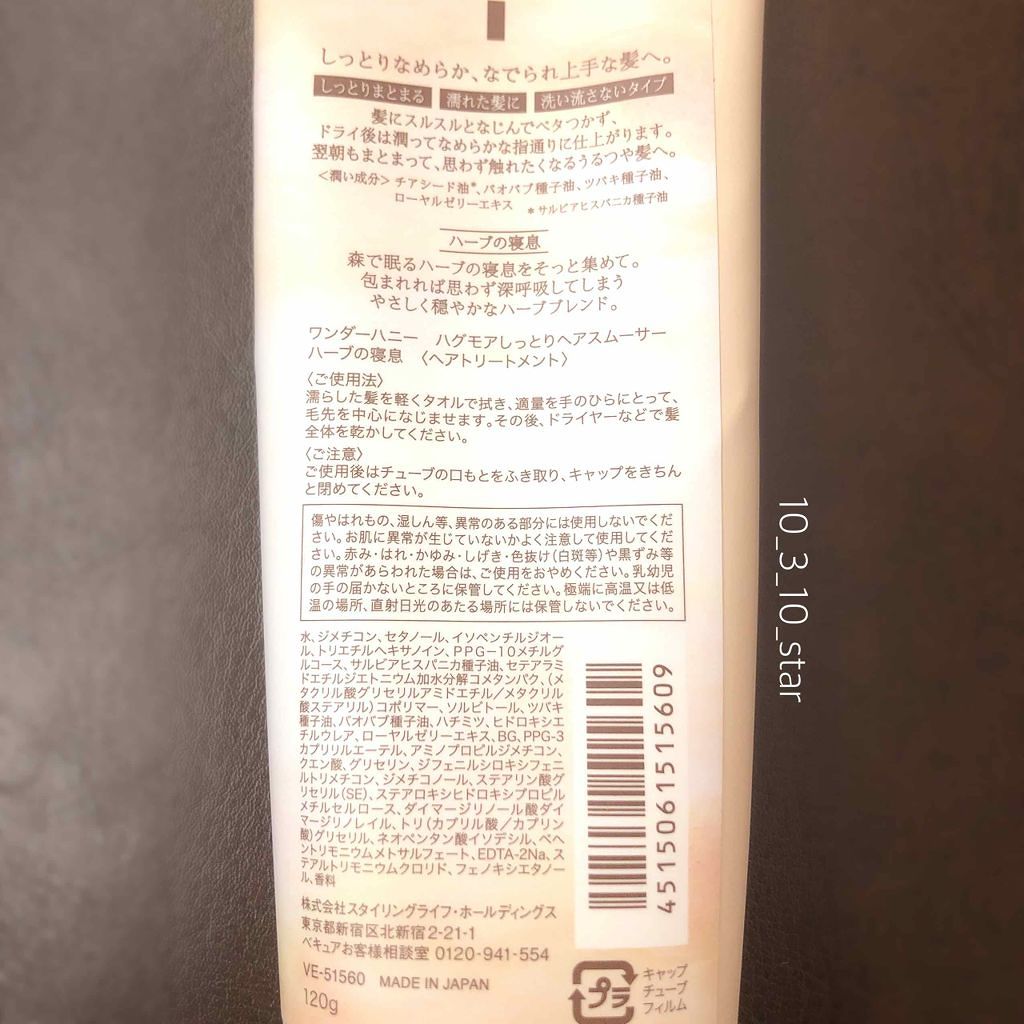 しっとりなめらか、なでられ上手な髪へ。
しっとりまとまる 濡れた髪に 洗い流さないタイプ
髪にスルスルとなじんでベタつかず、
ドライ後は潤ってなめらかな指通りに仕上がります。
翌朝もまとまって、思わず触れたくなるうるつや髪へ。
<潤い成分> チアシード油*、バオバブ種子油、ツバキ種子油、
ローヤルゼリーエキス *サルビアヒスパニカ種子油
ハーブの寝息
森で眠るハーブの寝息をそっと集めて。
包まれれば思わず深呼吸してしまう
やさしく穏やかなハーブブレンド。
ワンダーハニー ハグモアしっとりヘアスムーサー
ハーブの寝息 〈ヘアトリートメント〉
〈ご使用法〉
濡らした髪を軽くタオルで拭き、適量を手のひらにとって、
毛先を中心になじませます。その後、ドライヤーなどで髪
全体を乾かしてください。
〈ご注意〉
ご使用後はチューブの口もとをふき取り、キャップをきちん
と閉めてください。
傷やはれもの、湿しん等、異常のある部分には使用しないでくだ
さい。お肌に異常が生じていないかよく注意して使用してくだ
さい。赤み・はれ・かゆみ・しげき・色抜け(白斑等)や黒ずみ等
の異常があらわれた場合は、ご使用をおやめください。乳幼児
の手の届かないところに保管してください。極端に高温又は低
温の場所、直射日光のあたる場所には保管しないでください。
水、ジメチコン、セタノール、イソペンチルジオー
ル、トリエチルヘキサノイン、PPG-10メチルグ
ルコース、サルビアヒスパニカ種子油、セテアラミ
ドエチルジエトニウム加水分解コメタンパク、(メ
タクリル酸グリセリルアミドエチル/メタクリル
酸ステアリル)コポリマー、ソルビトール、ツバキ
種子油、バオバブ種子油、ハチミツ、ヒドロキシエ
チルウレア、ローヤルゼリーエキス、BG、PPG-3
カプリリルエーテル、アミノプロピルジメチコン、
クエン酸、グリセリン、ジフェニルシロキシフェニ
ルトリメチコン、ジメチコノール、ステアリン酸グ
リセリル(SE)、ステアロキシヒドロキシプロピル
メチルセルロース、ダイマージリノール酸ダイ
マージリノレイル、トリ(カプリル酸/カプリン
酸)グリセリル、ネオペンタン酸イソデシル、ベヘ
ントリモニウムメトサルフェート、EDTA-2Na、ス
テアルトリモニウムクロリド、フェノキシエタノー
ル、香料
4515061515609
株式会社スタイリングライフ・ホールディングス
東京都新宿区北新宿2-21-1
ベキュアお客様相談室 0120-941-554
VE-51560 MADE IN JAPAN
120g
プラ
キャップ
チューブ
フィルム
10_3_10_star